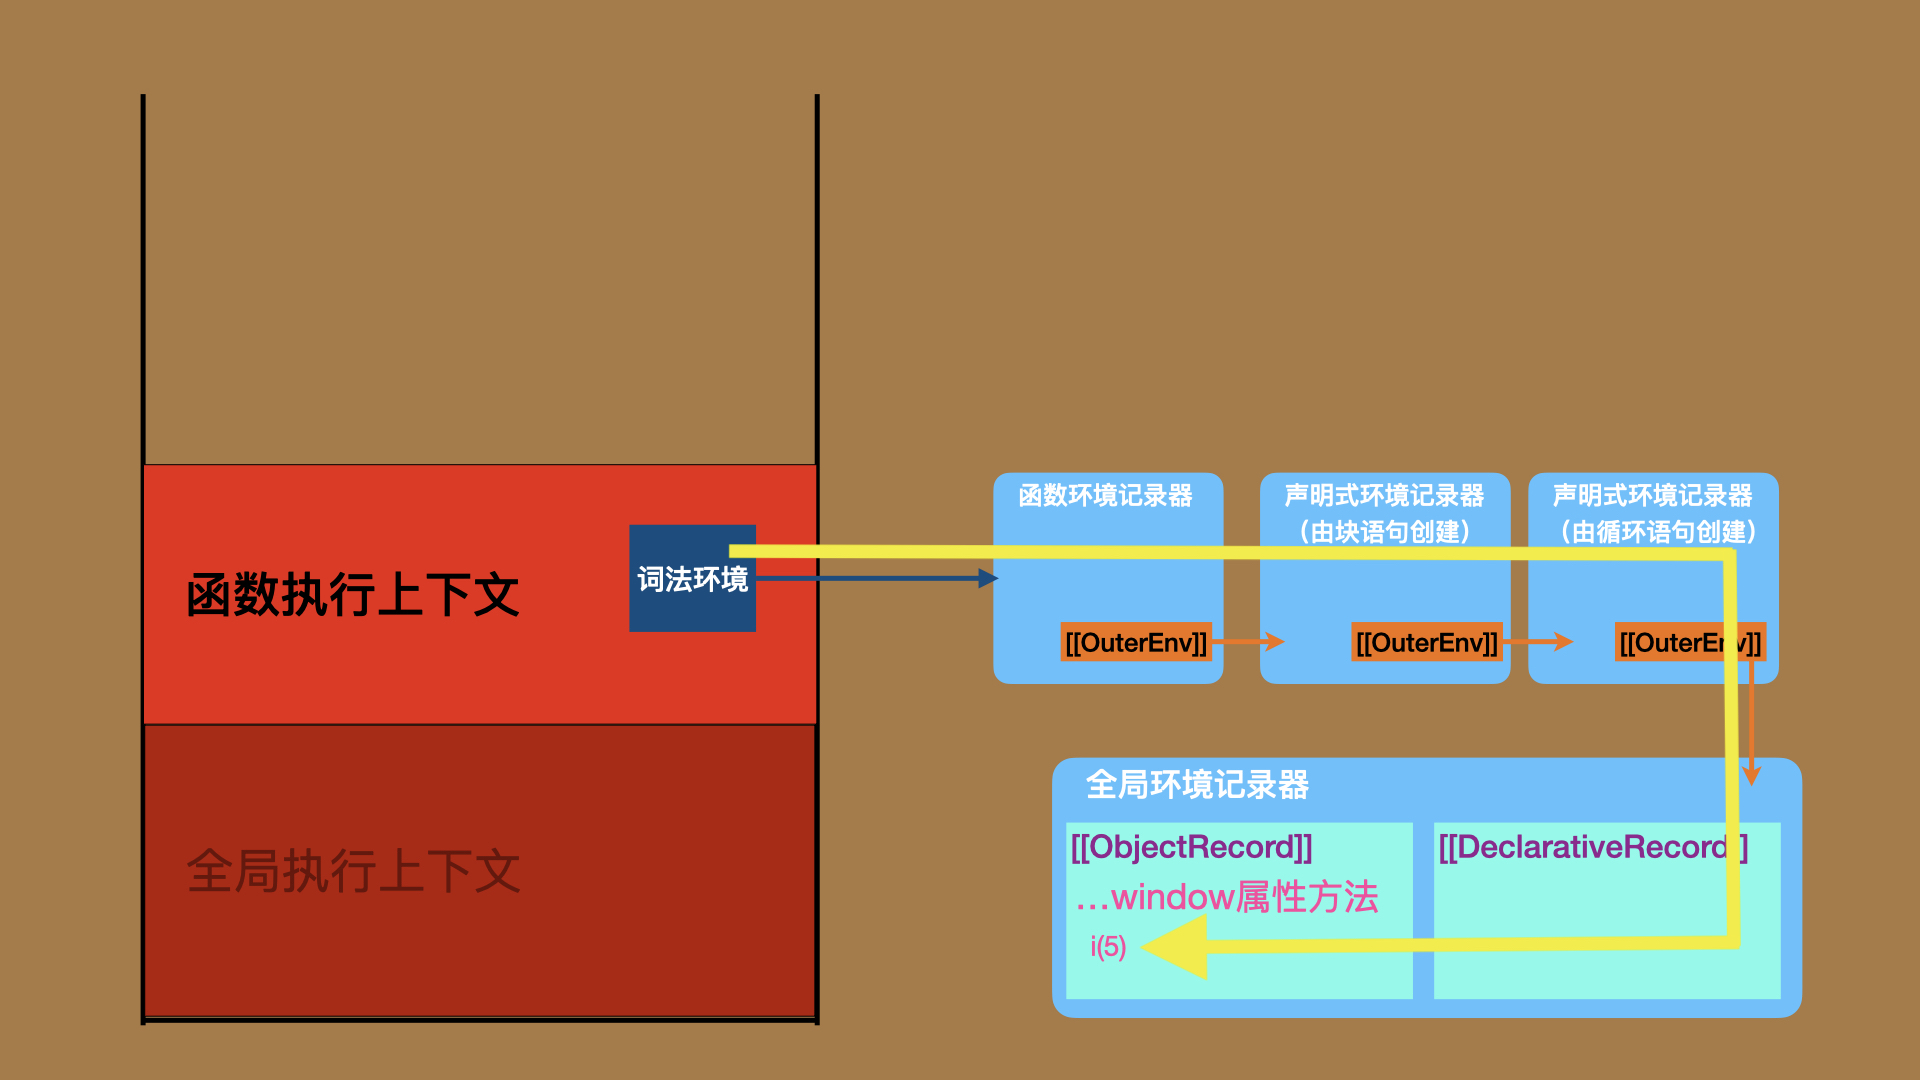 函数执行上下文
词法环境
全局执行上下文
函数环境记录器
[[OuterEnv]]
声明式环境记录器
（由块语句创建）
[[OuterEnv]]
声明式环境记录器
（由循环语句创建）
[[OuterEnv]]
全局环境记录器
[[ObjectRecord]]
...window属性方法
i(5)
[[DeclarativeRecord]]